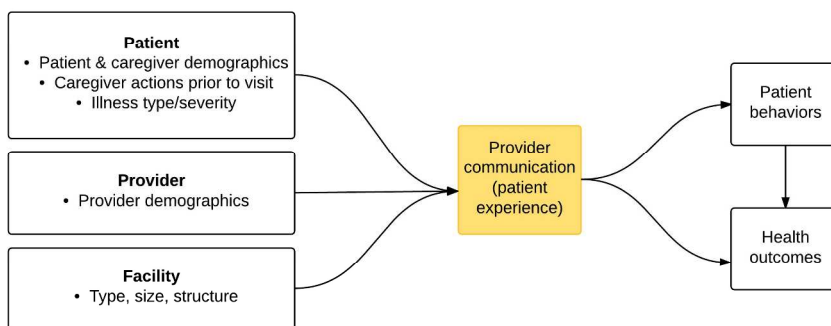 Patient
• Patient & caregiver demographics
• Caregiver actions prior to visit
• Illness type/severity
Provider
• Provider demographics
Facility
• Type, size, structure
Provider
communication
(patient
experience)
Patient
behaviors
Health
outcomes